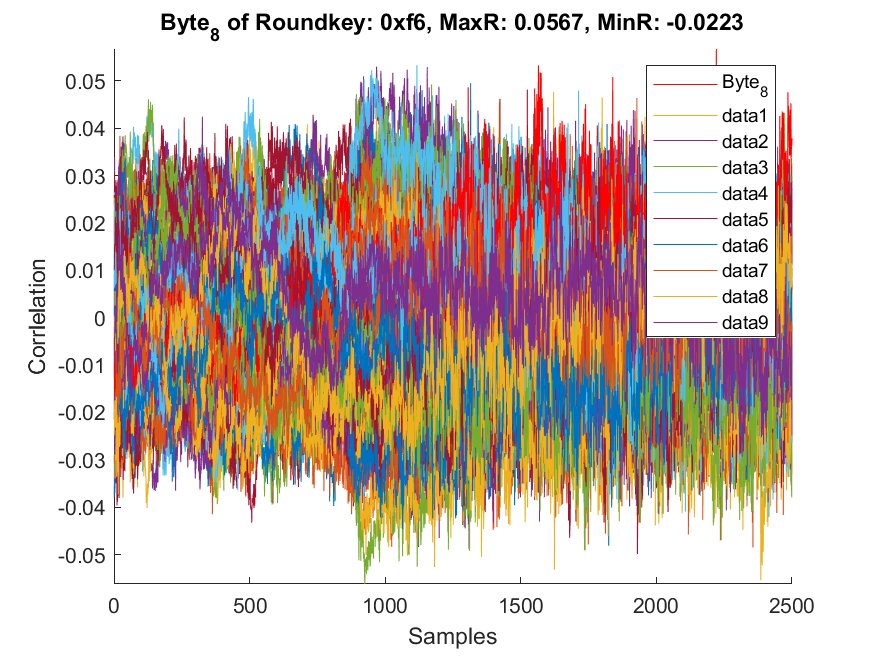 Byte8 of Roundkey: 0xf6, MaxR: 0.0567, MinR: -0.0223
Byte8
data1
data2
data3
data4
data5
data6
data7
data8
data9
0.05
0.04
0.03
0.02
0.01
0
-0.01
-0.02
-0.03
-0.04
-0.05
Corrlelation
0 500 1000 1500 2000 2500
Samples